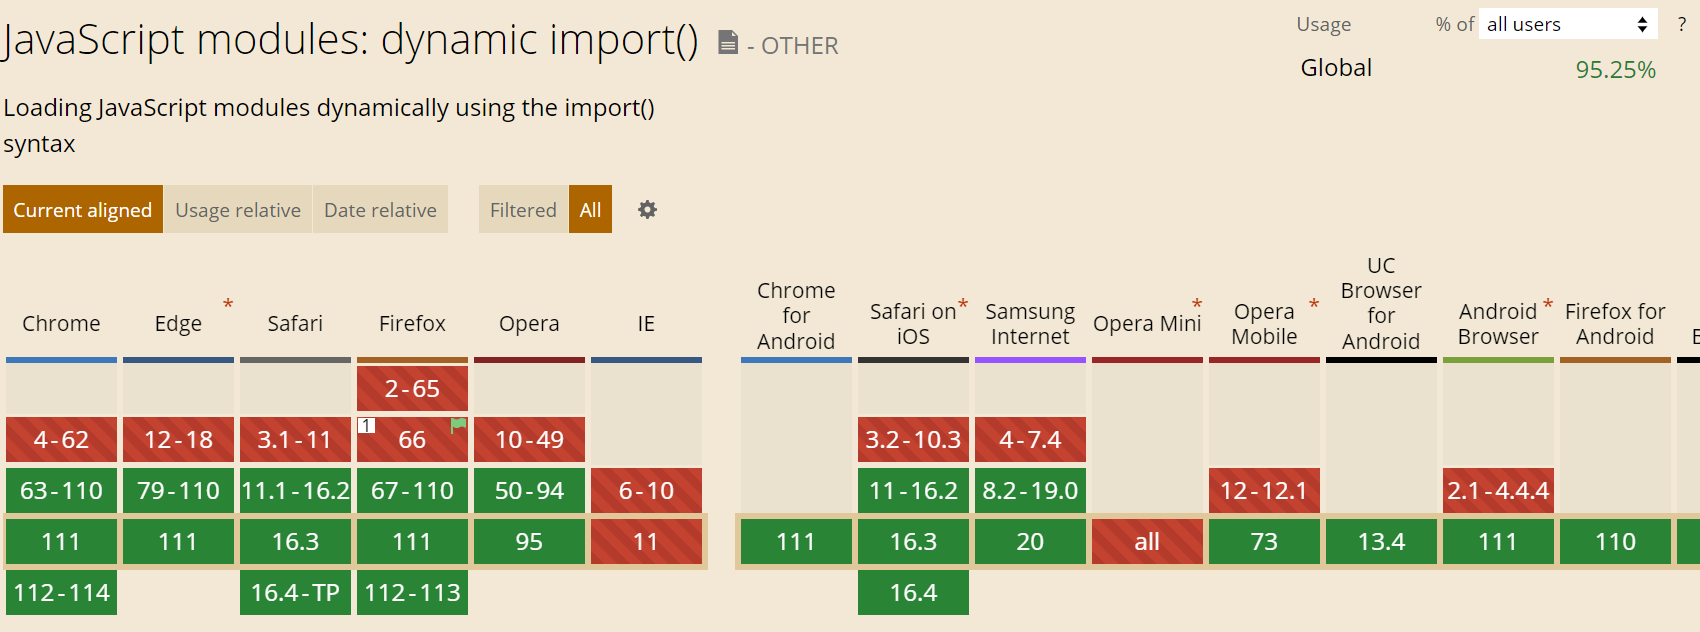 JavaScript modules: dynamic import() - OTHER
Usage % of all users ?
Global 95.25%
Loading JavaScript modules dynamically using the import()
syntax
Current aligned Usage relative Date relative Filtered All
Chrome Edge * Safari Firefox Opera IE Chrome for Android Safari on iOS * Samsung Internet Opera Mini * Opera Mobile * UC Browser for Android Android Browser * Firefox for Android
2-65
4-62 12-18 3.1-11 1 66 10-49 3.2-10.3 4-7.4
63-110 79-110 11.1-16.2 67-110 50-94 6-10 11-16.2 8.2-19.0 12-12.1 2.1-4.4.4
111 111 16.3 111 95 11 111 16.3 20 all 73 13.4 111 110
112-114 16.4-TP 112-113 16.4